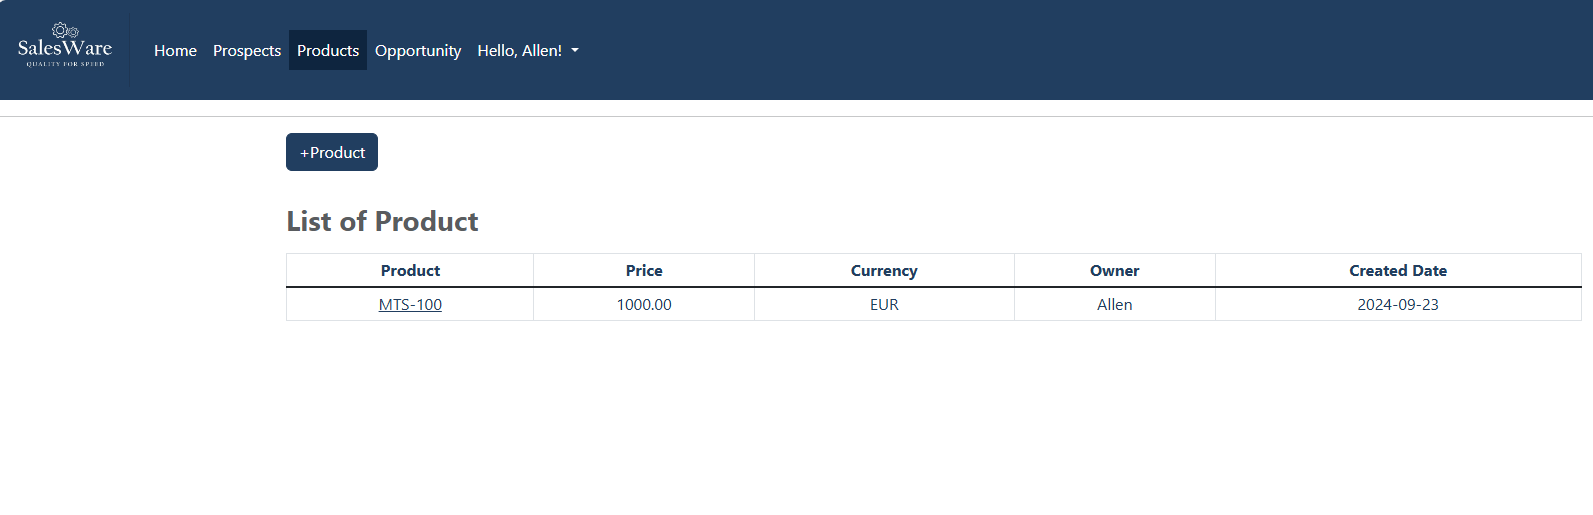 SalesWare
QUALITY FOR SPEED
Home Prospects Products Opportunity Hello, Allen!
+Product
List of Product
Product Price Currency Owner Created Date
MTS-100 1000.00 EUR Allen 2024-09-23